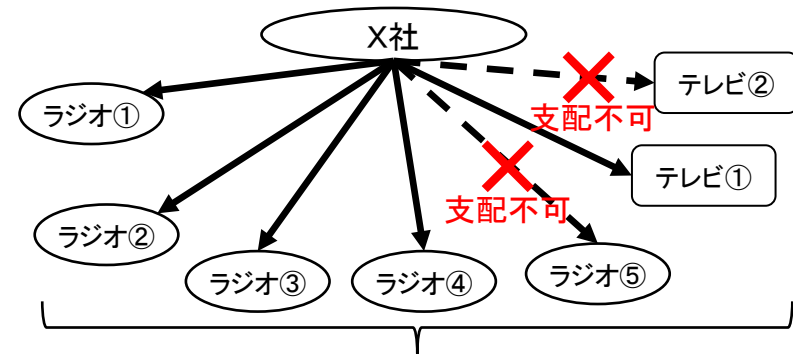 X社
テレビ②
ラジオ①
支配不可
テレビ①
支配不可
ラジオ②
ラジオ③
ラジオ④
ラジオ⑤